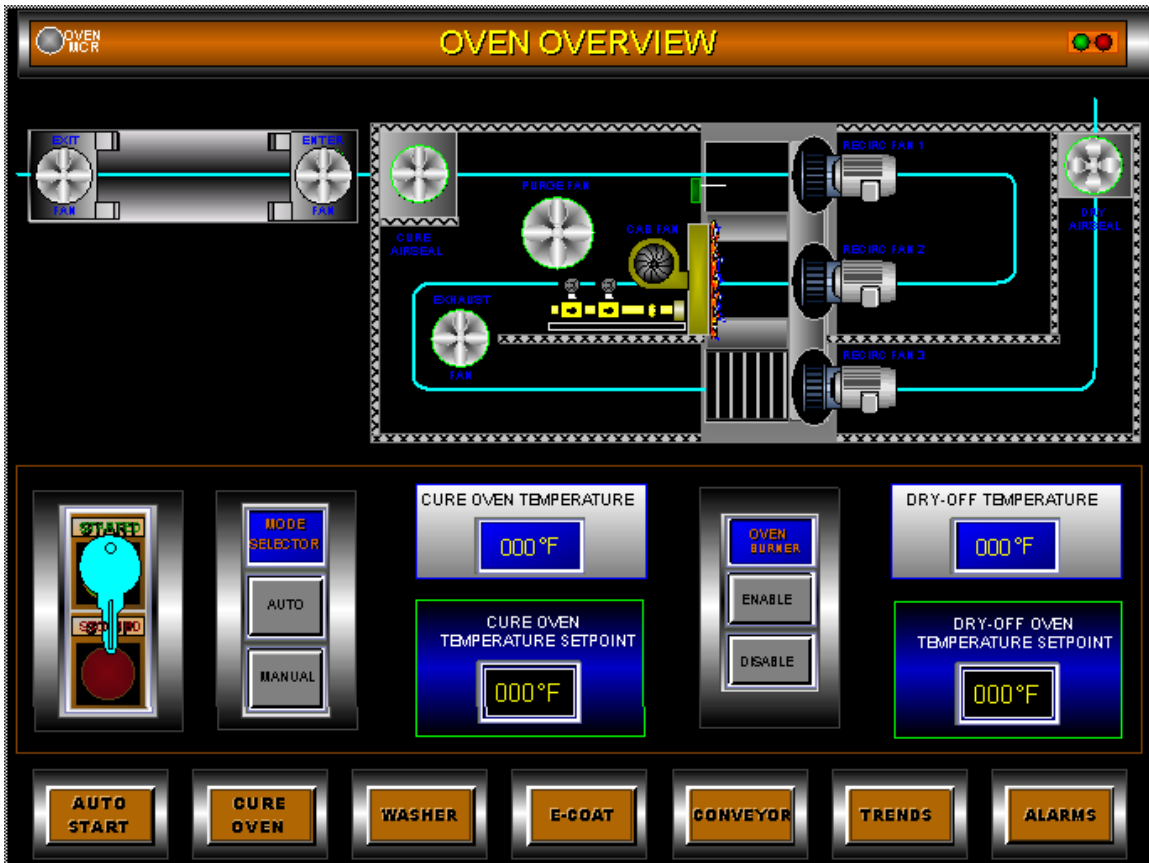 OVEN
MCR
OVEN OVERVIEW
EXIT
FAN
ENTER
FAN
CURE
AIRSEAL
PURGE FAN
CAB FAN
EXHAUST
FAN
RECIRC FAN 1
RECIRC FAN 2
RECIRC FAN 3
DRY
AIRSEAL
START
MODE
SELECTOR
AUTO
MANUAL
CURE OVEN TEMPERATURE
000°F
CURE OVEN
TEMPERATURE SETPOINT
000°F
OVEN
BURNER
ENABLE
DISABLE
DRY-OFF TEMPERATURE
000°F
DRY-OFF OVEN
TEMPERATURE SETPOINT
000°F
AUTO
START
CURE
OVEN
WASHER
E-COAT
CONVEYOR
TRENDS
ALARMS